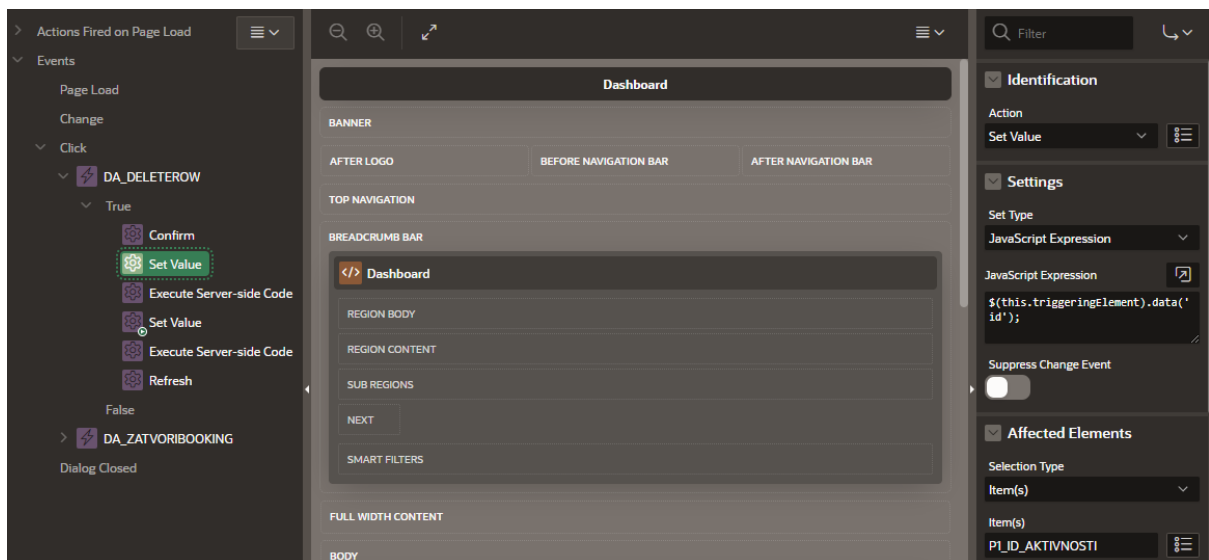 Actions Fired on Page Load
Events
Page Load
Change
Click
DA_DELETEROW
True
Confirm
Set Value
Execute Server-side Code
Set Value
Execute Server-side Code
Refresh
False
DA_ZATVORIBOOKING
Dialog Closed
Dashboard
BANNER
AFTER LOGO
BEFORE NAVIGATION BAR
AFTER NAVIGATION BAR
TOP NAVIGATION
BREADCRUMB BAR
</> Dashboard
REGION BODY
REGION CONTENT
SUB REGIONS
NEXT
SMART FILTERS
FULL WIDTH CONTENT
BODY
Filter
Identification
Action
Set Value
Settings
Set Type
JavaScript Expression
JavaScript Expression
$(this.triggeringElement).data('
id');
Suppress Change Event
Affected Elements
Selection Type
Item(s)
Item(s)
P1_ID_AKTIVNOSTI